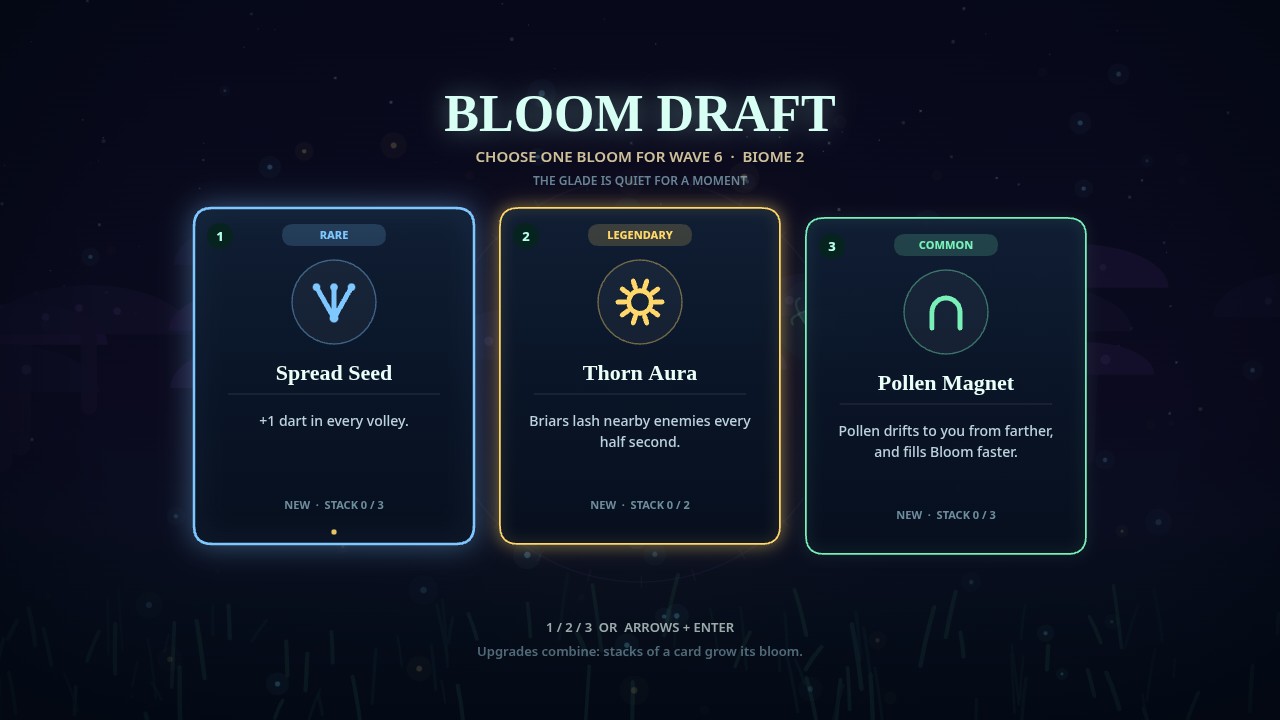 BLOOM DRAFT
CHOOSE ONE BLOOM FOR WAVE 6 · BIOME 2
THE GLADE IS QUIET FOR A MOMENT
1
RARE
Spread Seed
+1 dart in every volley.
NEW · STACK 0 / 3
2
LEGENDARY
Thorn Aura
Briars lash nearby enemies every
half second.
NEW · STACK 0 / 2
3
COMMON
Pollen Magnet
Pollen drifts to you from farther,
and fills Bloom faster.
NEW · STACK 0 / 3
1 / 2 / 3 OR ARROWS + ENTER
Upgrades combine: stacks of a card grow its bloom.